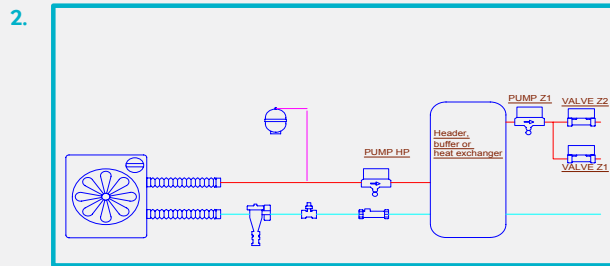 2.
PUMP Z1
VALVE Z2
Header,
buffer or
heat exchanger
PUMP HP
VALVE Z1